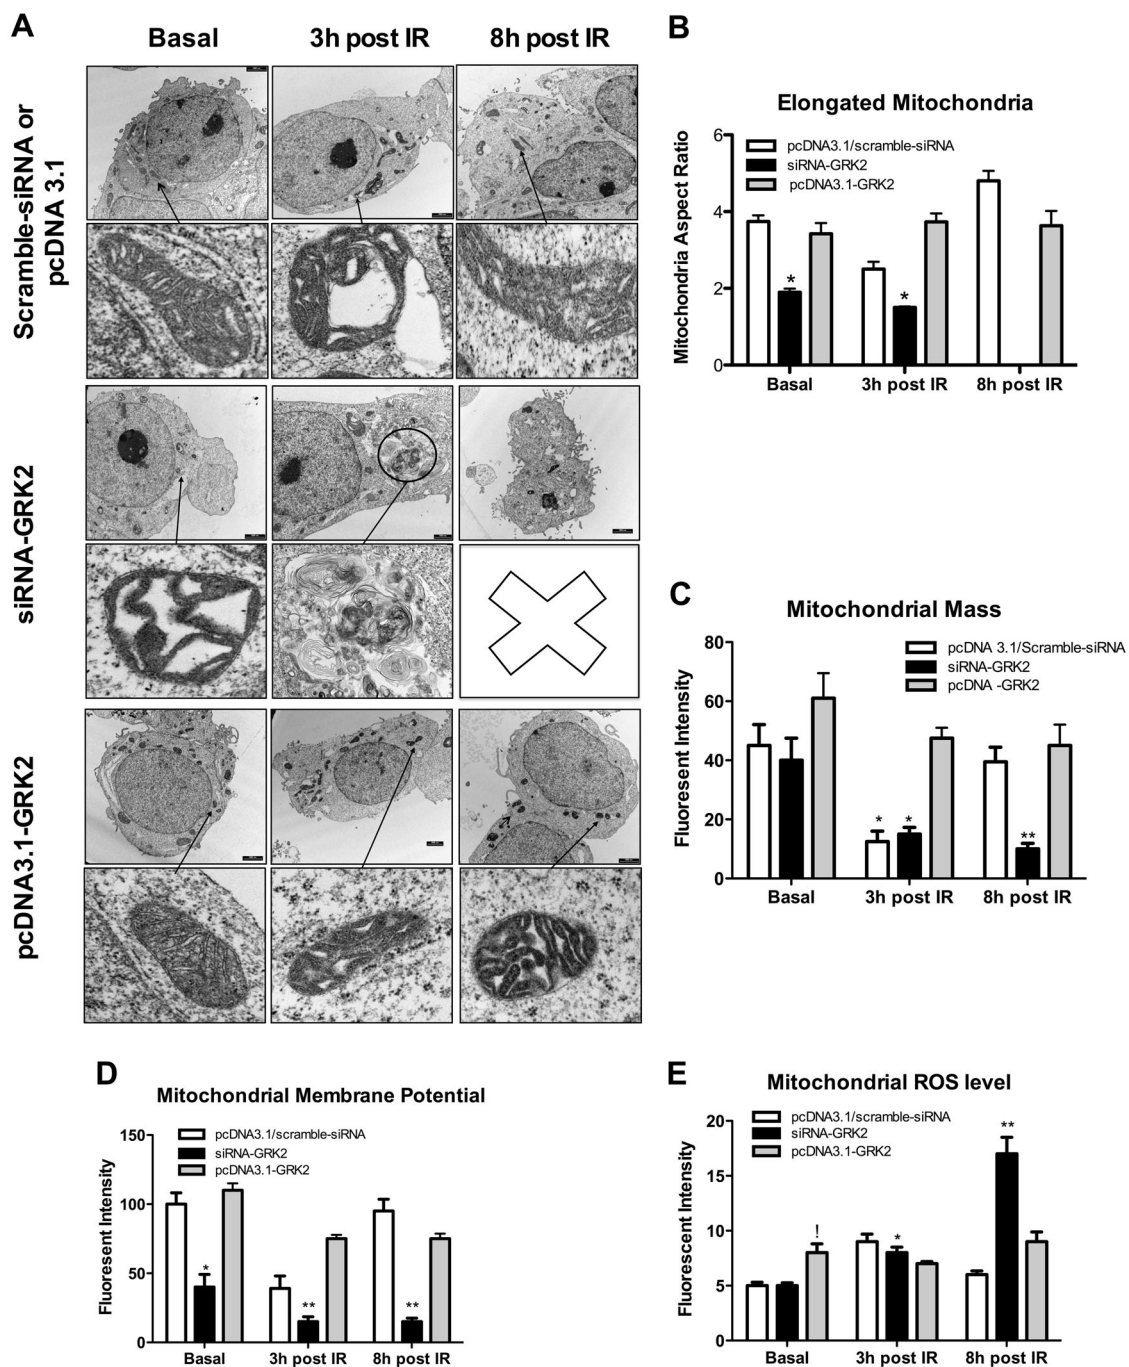 A
Basal
3h post IR
8h post IR
Scramble-siRNA or
pcDNA 3.1
siRNA-GRK2
pcDNA3.1-GRK2
B
Elongated Mitochondria
pcDNA3.1/scramble-siRNA
siRNA-GRK2
pcDNA3.1-GRK2
Mitochondria Aspect Ratio
6
4
2
0
*
*
Basal
3h post IR
8h post IR
C
Mitochondrial Mass
pcDNA 3.1/Scramble-siRNA
siRNA-GRK2
pcDNA -GRK2
Fluoresent Intensity
80
60
40
20
0
*
*
**
Basal
3h post IR
8h post IR
D
Mitochondrial Membrane Potential
pcDNA3.1/scramble-siRNA
siRNA-GRK2
pcDNA3.1-GRK2
Fluoresent Intensity
150
100
50
0
*
**
**
Basal
3h post IR
8h post IR
E
Mitochondrial ROS level
pcDNA3.1/scramble-siRNA
siRNA-GRK2
pcDNA3.1-GRK2
Fluorescent Intensity
20
15
10
5
0
!
*
**
Basal
3h post IR
8h post IR